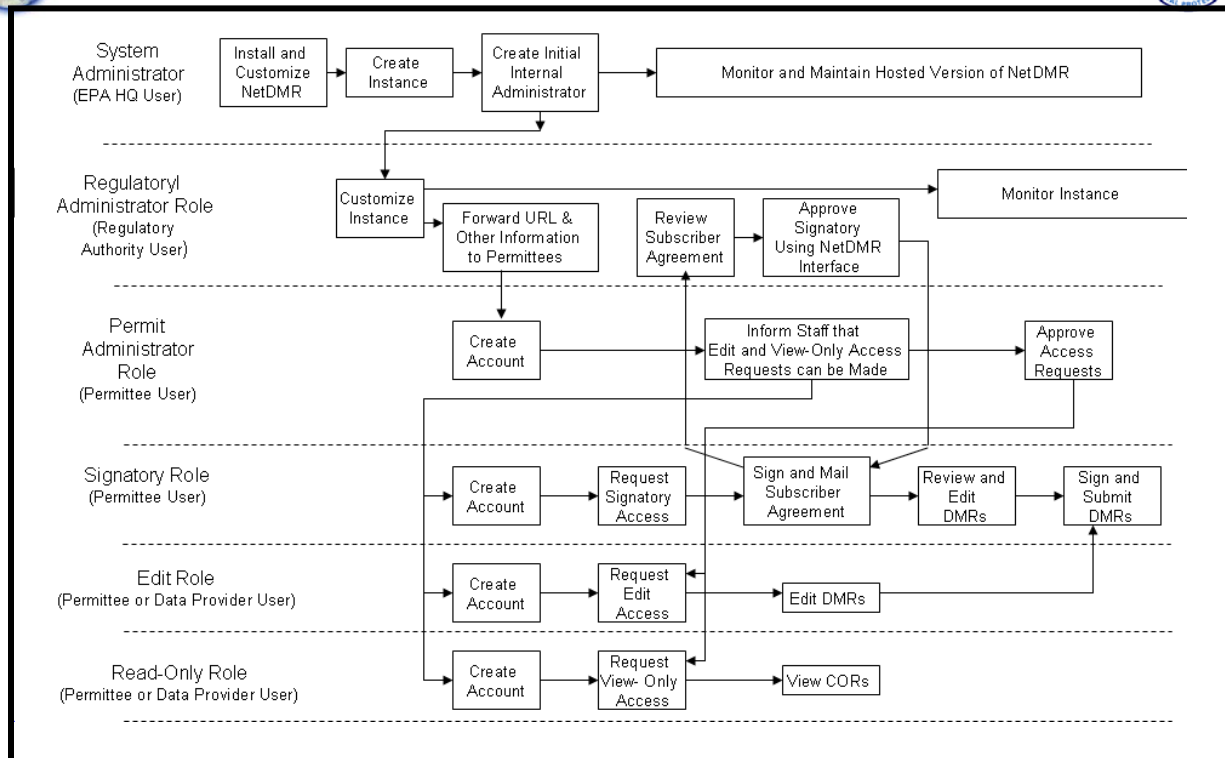 System
Administrator
(EPA HQ User)
Install and
Customize
NetDMR
Create
Instance
Create Initial
Internal
Administrator
Monitor and Maintain Hosted Version of NetDMR
Regulatoryl
Administrator Role
(Regulatory
Authority User)
Customize
Instance
Forward URL &
Other Information
to Permittees
Review
Subscriber
Agreement
Approve
Signatory
Using NetDMR
Interface
Monitor Instance
Permit
Administrator
Role
(Permittee User)
Create
Account
Inform Staff that
Edit and View-Only Access
Requests can be Made
Approve
Access
Requests
Signatory Role
(Permittee User)
Create
Account
Request
Signatory
Access
Sign and Mail
Subscriber
Agreement
Review and
Edit
DMRs
Sign and
Submit
DMRs
Edit Role
(Permittee or Data Provider User)
Create
Account
Request
Edit
Access
Edit DMRs
Read-Only Role
(Permittee or Data Provider User)
Create
Account
Request
View- Only
Access
View CORs